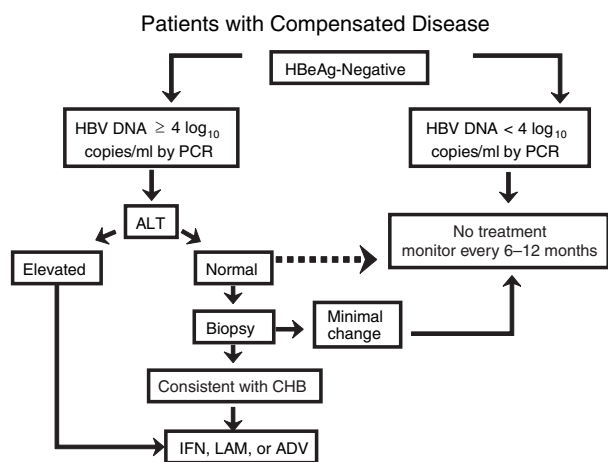 Patients with Compensated Disease
HBeAg-Negative
HBV DNA ≥ 4 log10
copies/ml by PCR
HBV DNA < 4 log10
copies/ml by PCR
ALT
No treatment
monitor every 6–12 months
Elevated
Normal
Biopsy
Minimal
change
Consistent with CHB
IFN, LAM, or ADV